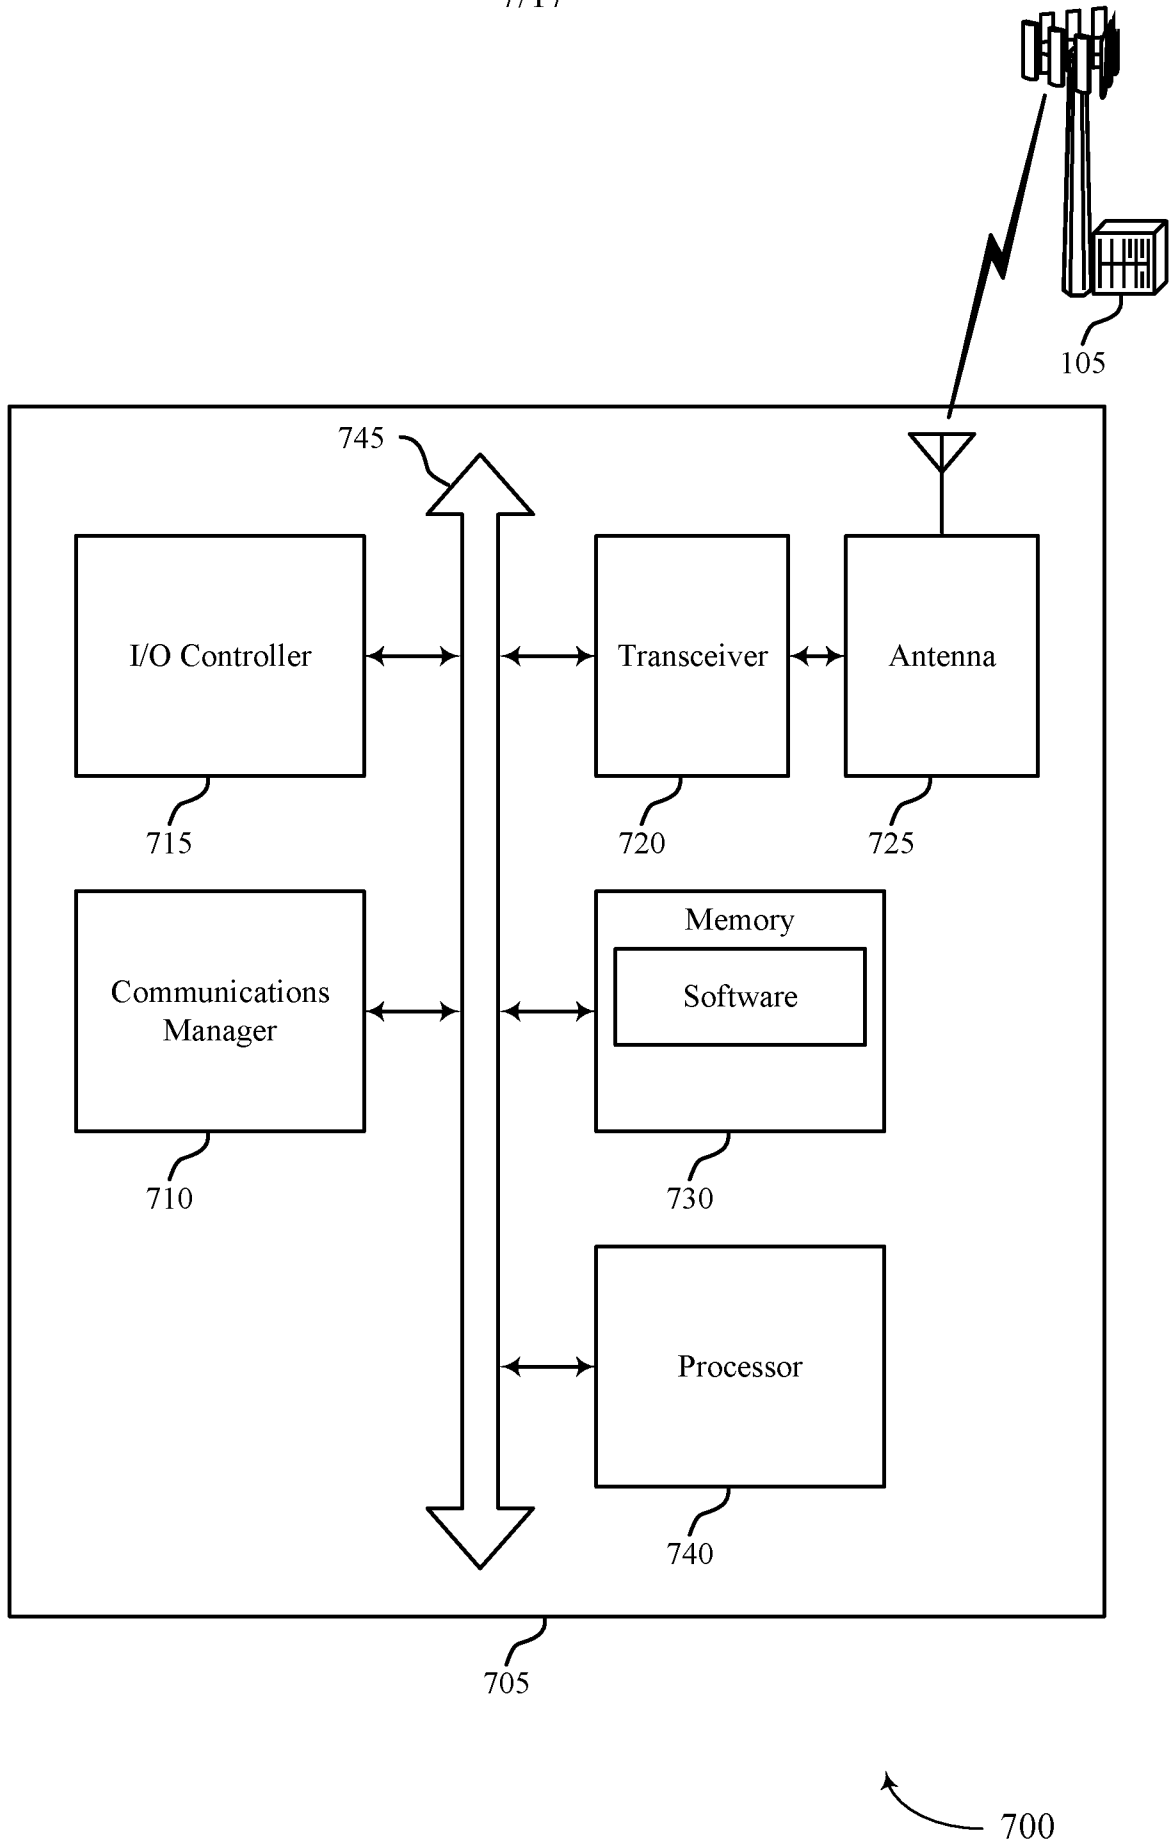 105
745
I/O Controller
Transceiver
Antenna
715
720
725
Memory
Software
Communications
Manager
710
730
Processor
740
705
700